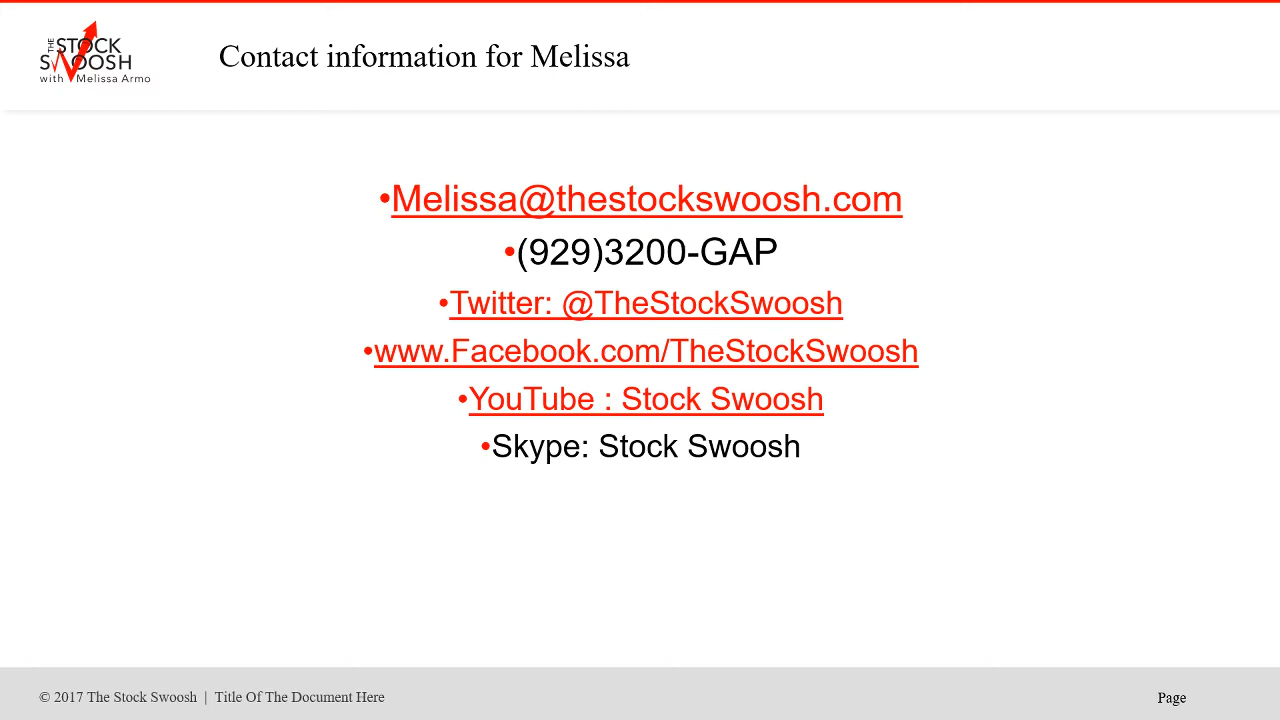 THE STOCK
SWOOSH
with Melissa Armo
Contact information for Melissa
•Melissa@thestockswoosh.com
•(929)3200-GAP
•Twitter: @TheStockSwoosh
•www.Facebook.com/TheStockSwoosh
•YouTube : Stock Swoosh
•Skype: Stock Swoosh
© 2017 The Stock Swoosh | Title Of The Document Here
Page